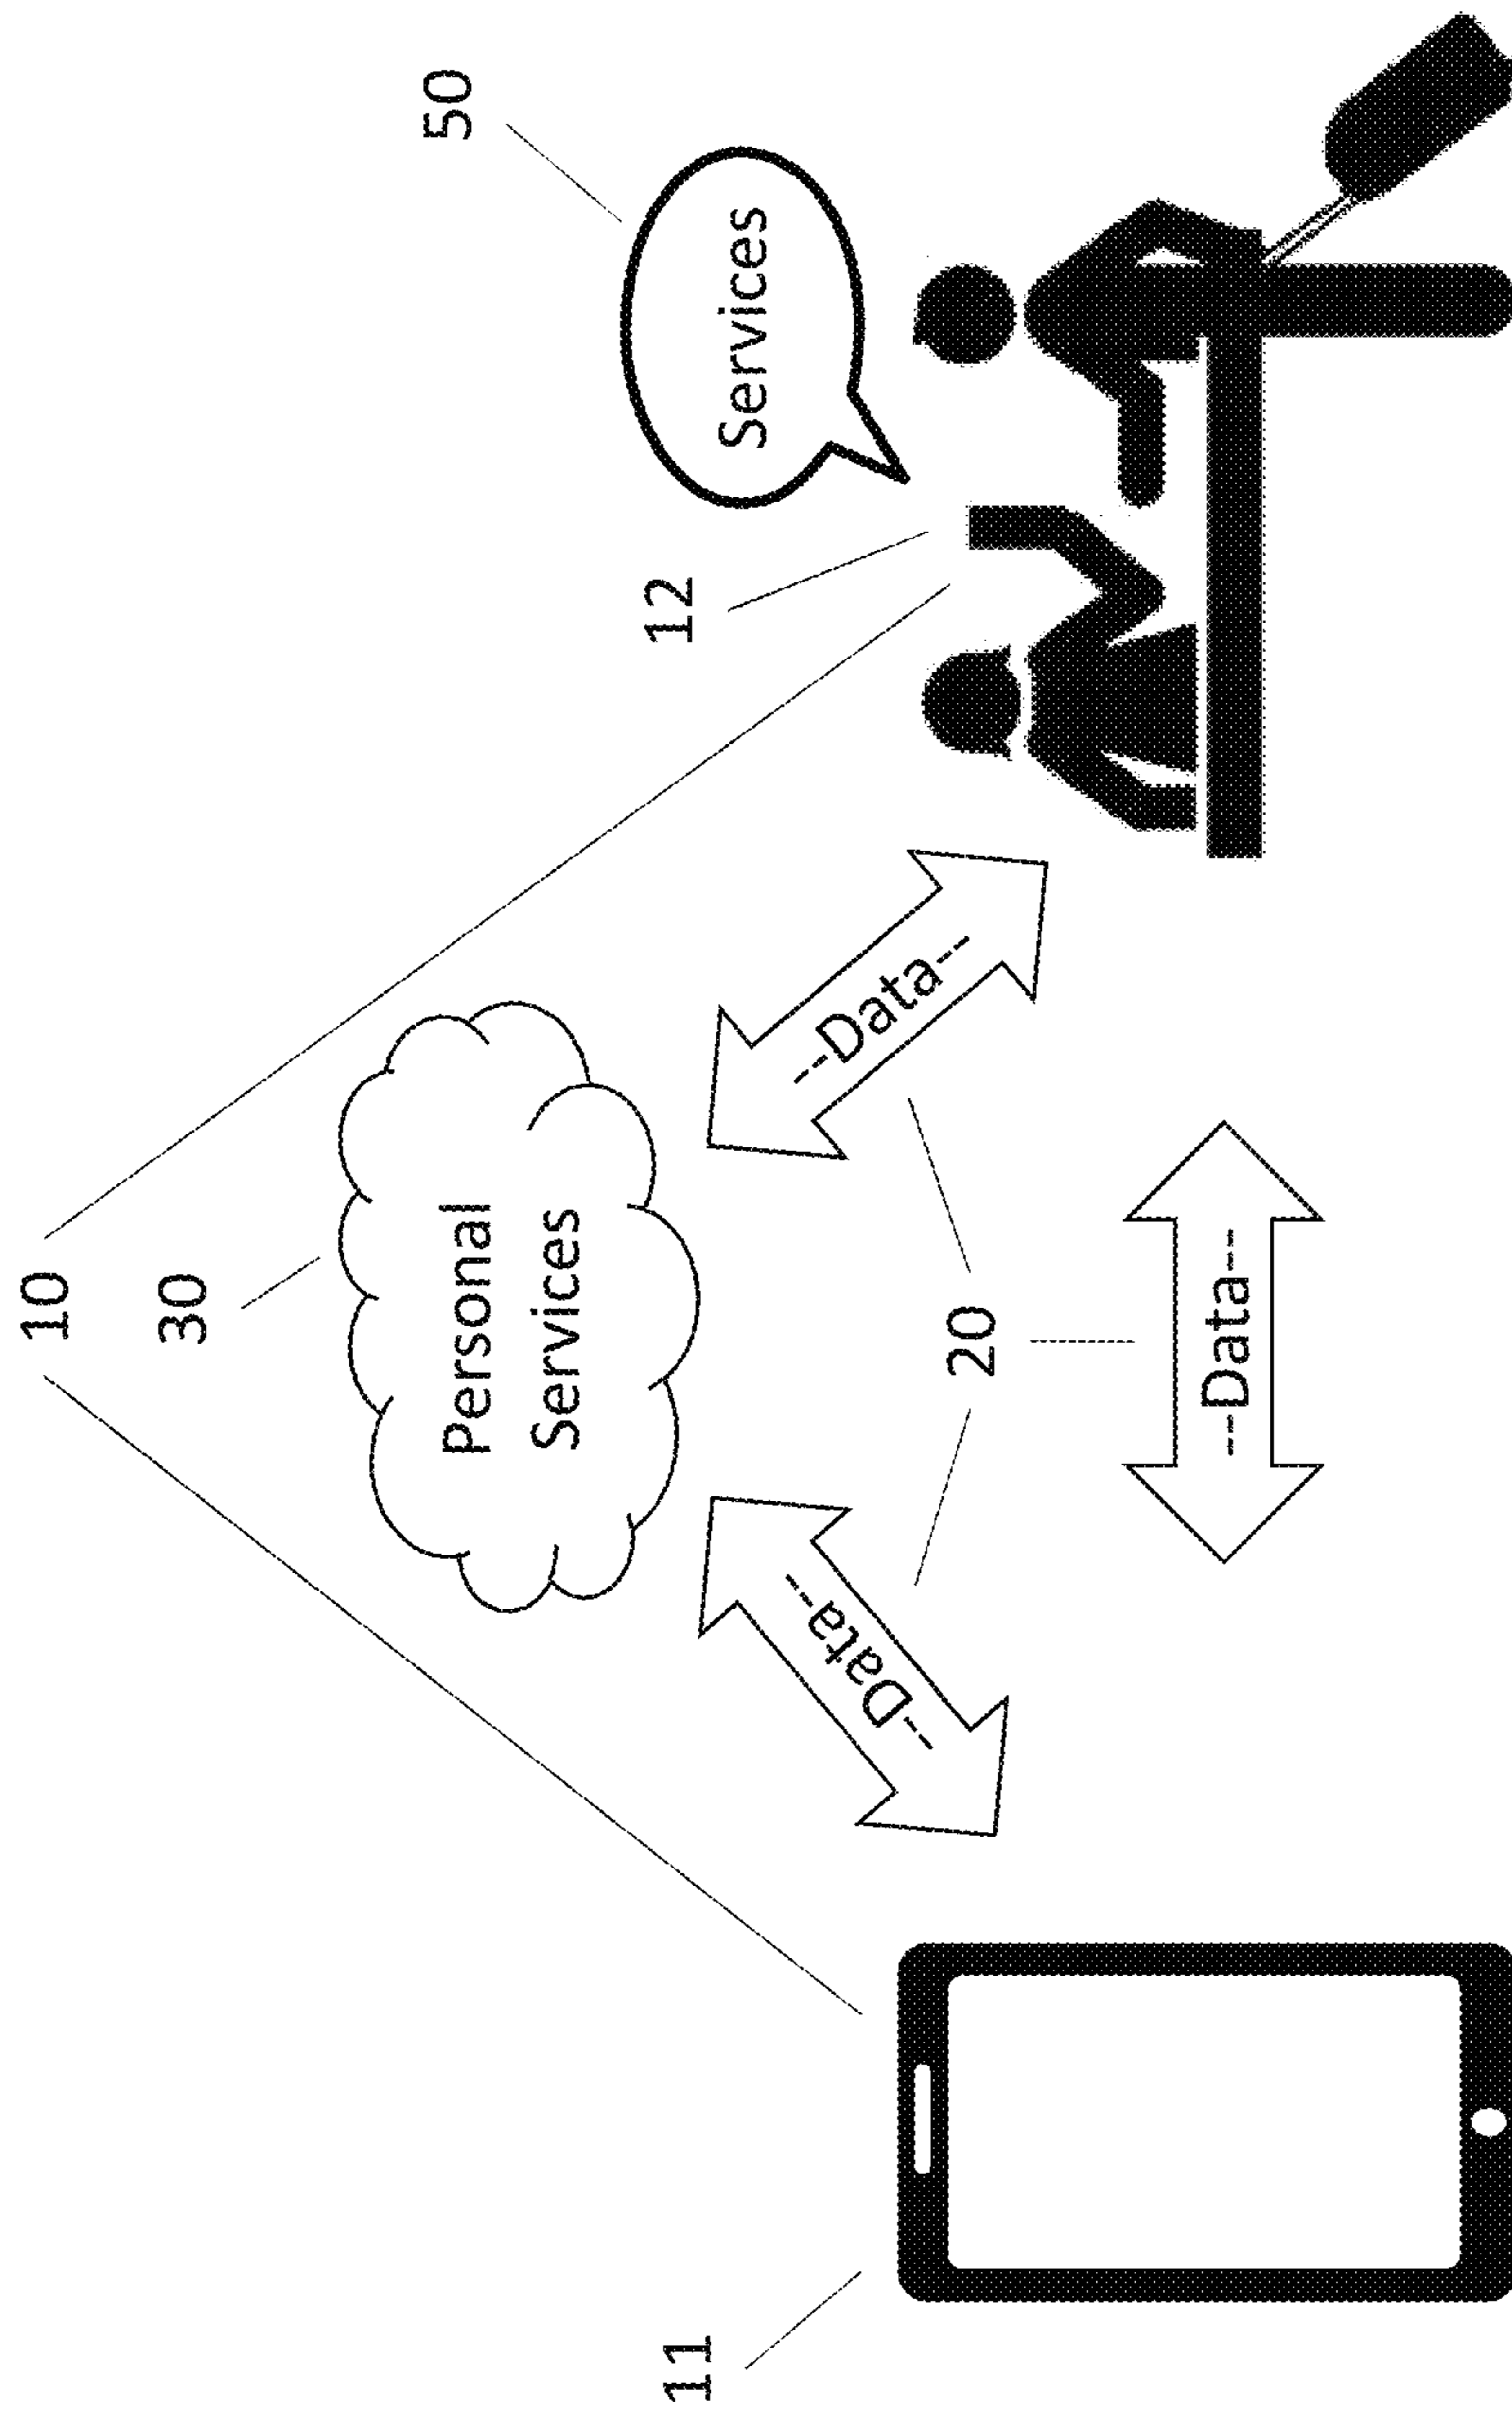 10
30
50
Personal
Services
Services
12
11
--Data--
--Data--
20
--Data--